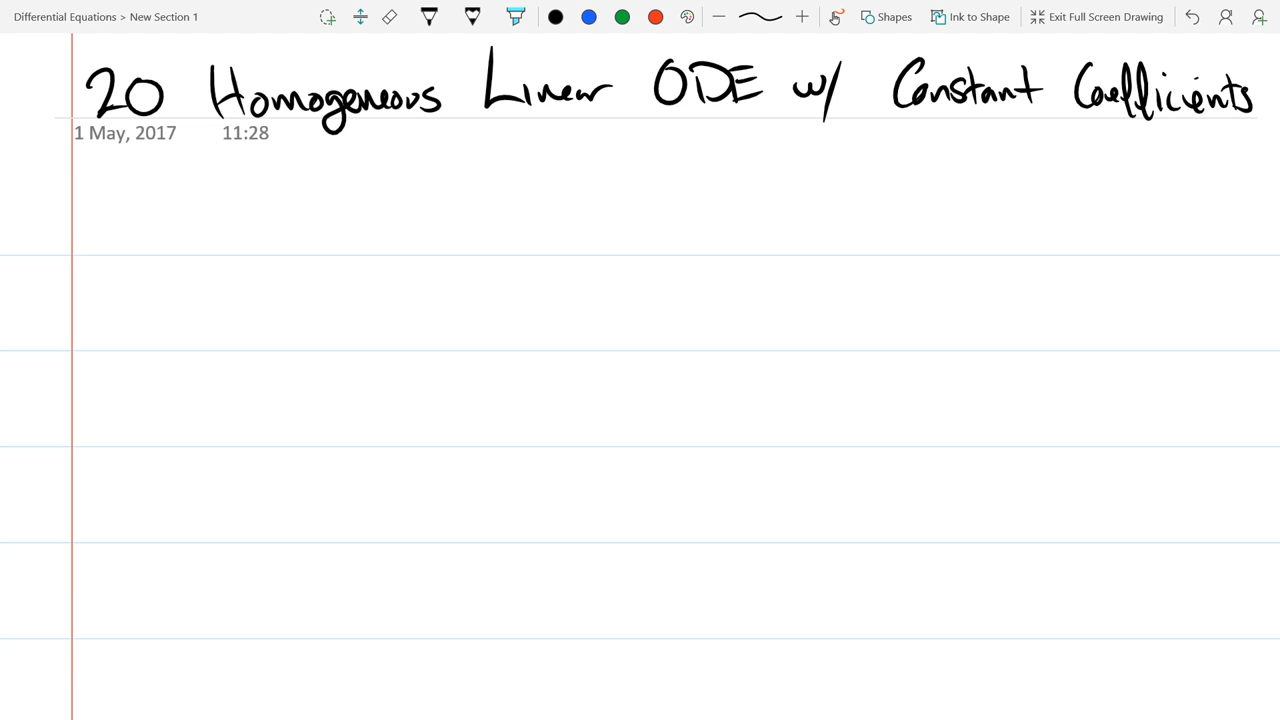 Differential Equations > New Section 1
Shapes
Ink to Shape
Exit Full Screen Drawing
20 Homogeneous Linear ODE w/ Constant Coefficients
1 May, 2017 11:28